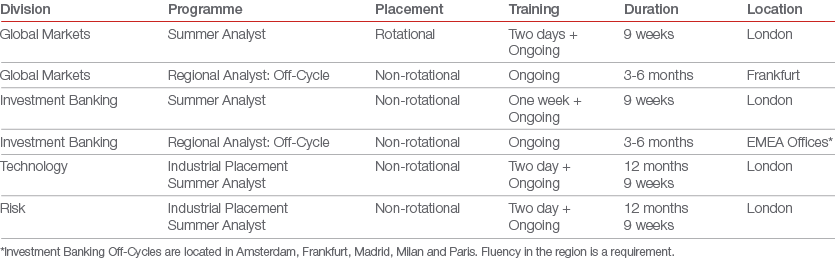 Division Programme Placement Training Duration Location
Global Markets Summer Analyst Rotational Two days + 9 weeks London
Ongoing
Global Markets Regional Analyst: Off-Cycle Non-rotational Ongoing 3-6 months Frankfurt
Investment Banking Summer Analyst Non-rotational One week + 9 weeks London
Ongoing
Investment Banking Regional Analyst: Off-Cycle Non-rotational Ongoing 3-6 months EMEA Offices*
Technology Industrial Placement Non-rotational Two day + 12 months London
Summer Analyst Ongoing 9 weeks
Risk Industrial Placement Non-rotational Two day + 12 months London
Summer Analyst Ongoing 9 weeks
*Investment Banking Off-Cycles are located in Amsterdam, Frankfurt, Madrid, Milan and Paris. Fluency in the region is a requirement.